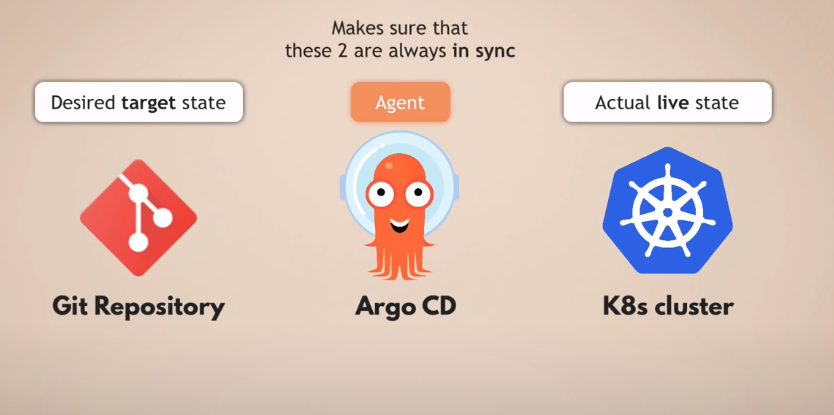 Makes sure that
these 2 are always in sync
Desired target state
Agent
Actual live state
Git Repository
Argo CD
K8s cluster